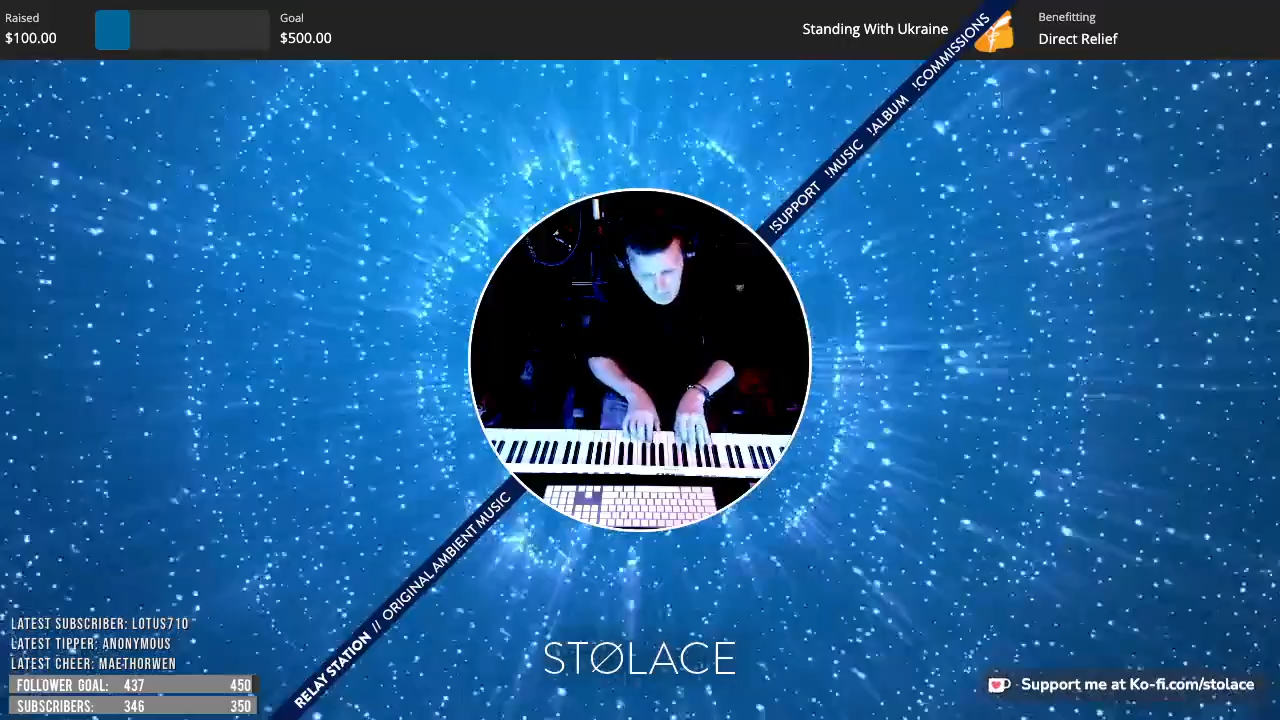 Raised
$100.00
Goal
$500.00
Standing With Ukraine
Benefitting
Direct Relief
!SUPPORT !MUSIC !ALBUM !COMMISSIONS
RELAY STATION // ORIGINAL AMBIENT MUSIC
STØLACE
LATEST SUBSCRIBER: LOTUS710
LATEST TIPPER: ANONYMOUS
LATEST CHEER: MAETHORWEN
FOLLOWER GOAL: 437 450
SUBSCRIBERS: 346 350
Support me at Ko-fi.com/stolace